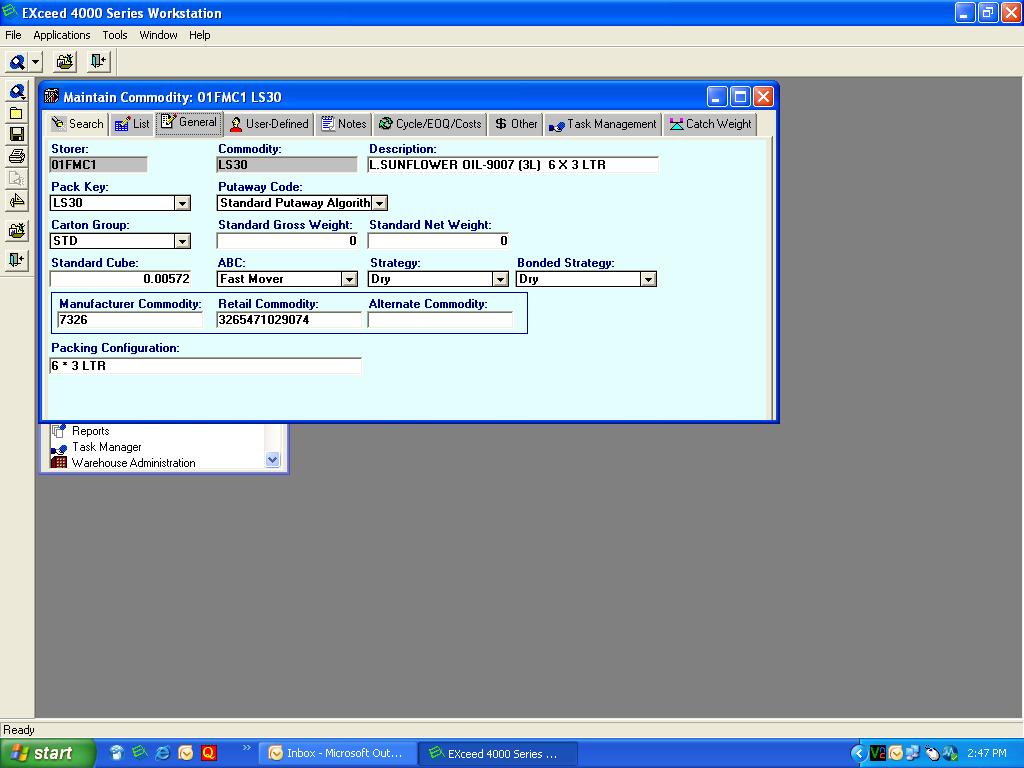 EXceed 4000 Series Workstation
File Applications Tools Window Help
Maintain Commodity: 01FMC1 LS30
Search List General User-Defined Notes Cycle/EOQ/Costs $ Other Task Management Catch Weight
Storer: Commodity: Description:
01FMC1 LS30 L.SUNFLOWER OIL-9007 (3L) 6 X 3 LTR
Pack Key: Putaway Code:
LS30 Standard Putaway Algorith
Carton Group: Standard Gross Weight: Standard Net Weight:
STD 0 0
Standard Cube: ABC: Strategy: Bonded Strategy:
0.00572 Fast Mover Dry Dry
Manufacturer Commodity: Retail Commodity: Alternate Commodity:
7326 3265471029074
Packing Configuration:
6 * 3 LTR
Reports
Task Manager
Warehouse Administration
Ready
start Inbox - Microsoft Out... EXceed 4000 Series ... 2:47 PM